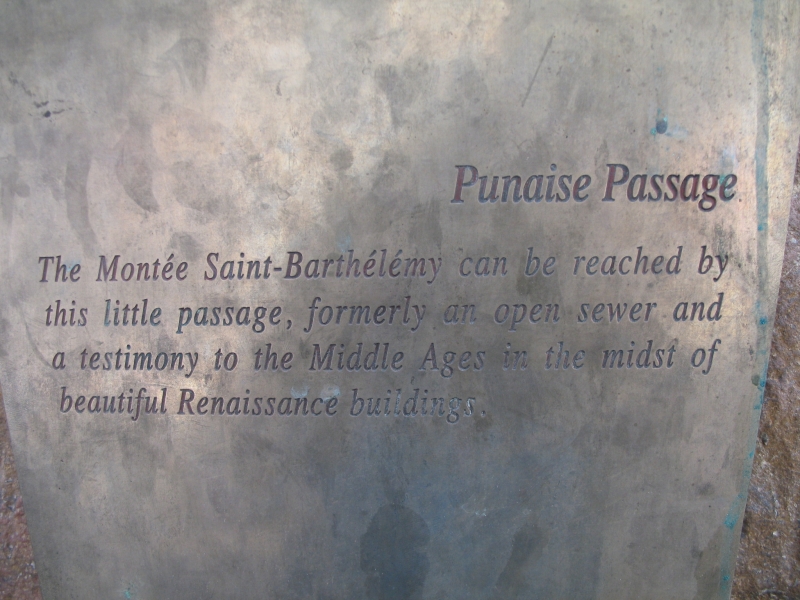 Punaise Passage
The Montée Saint-Barthélémy can be reached by
this little passage, formerly an open sewer and
a testimony to the Middle Ages in the midst of
beautiful Renaissance buildings.